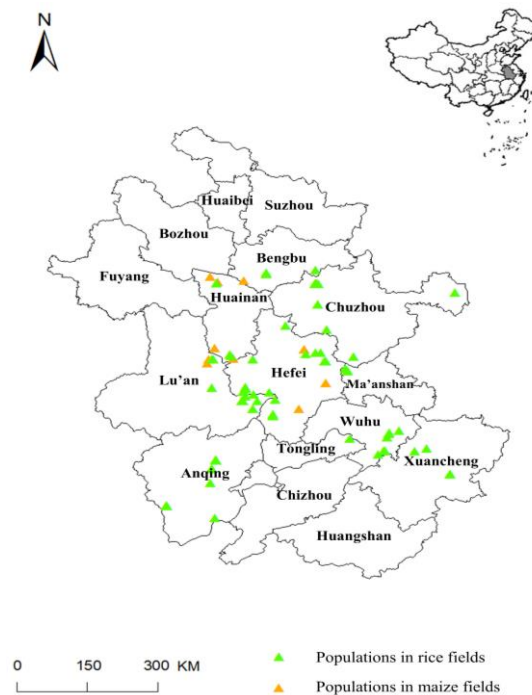 N
Huaibei
Suzhou
Bozhou
Bengbu
Fuyang
Huainan
Chuzhou
Lu'an
Hefei
Ma'anshan
Wuhu
Tongling
Anqing
Xuancheng
Chizhou
Huangshan
Populations in rice fields
0 150 300 KM
Populations in maize fields